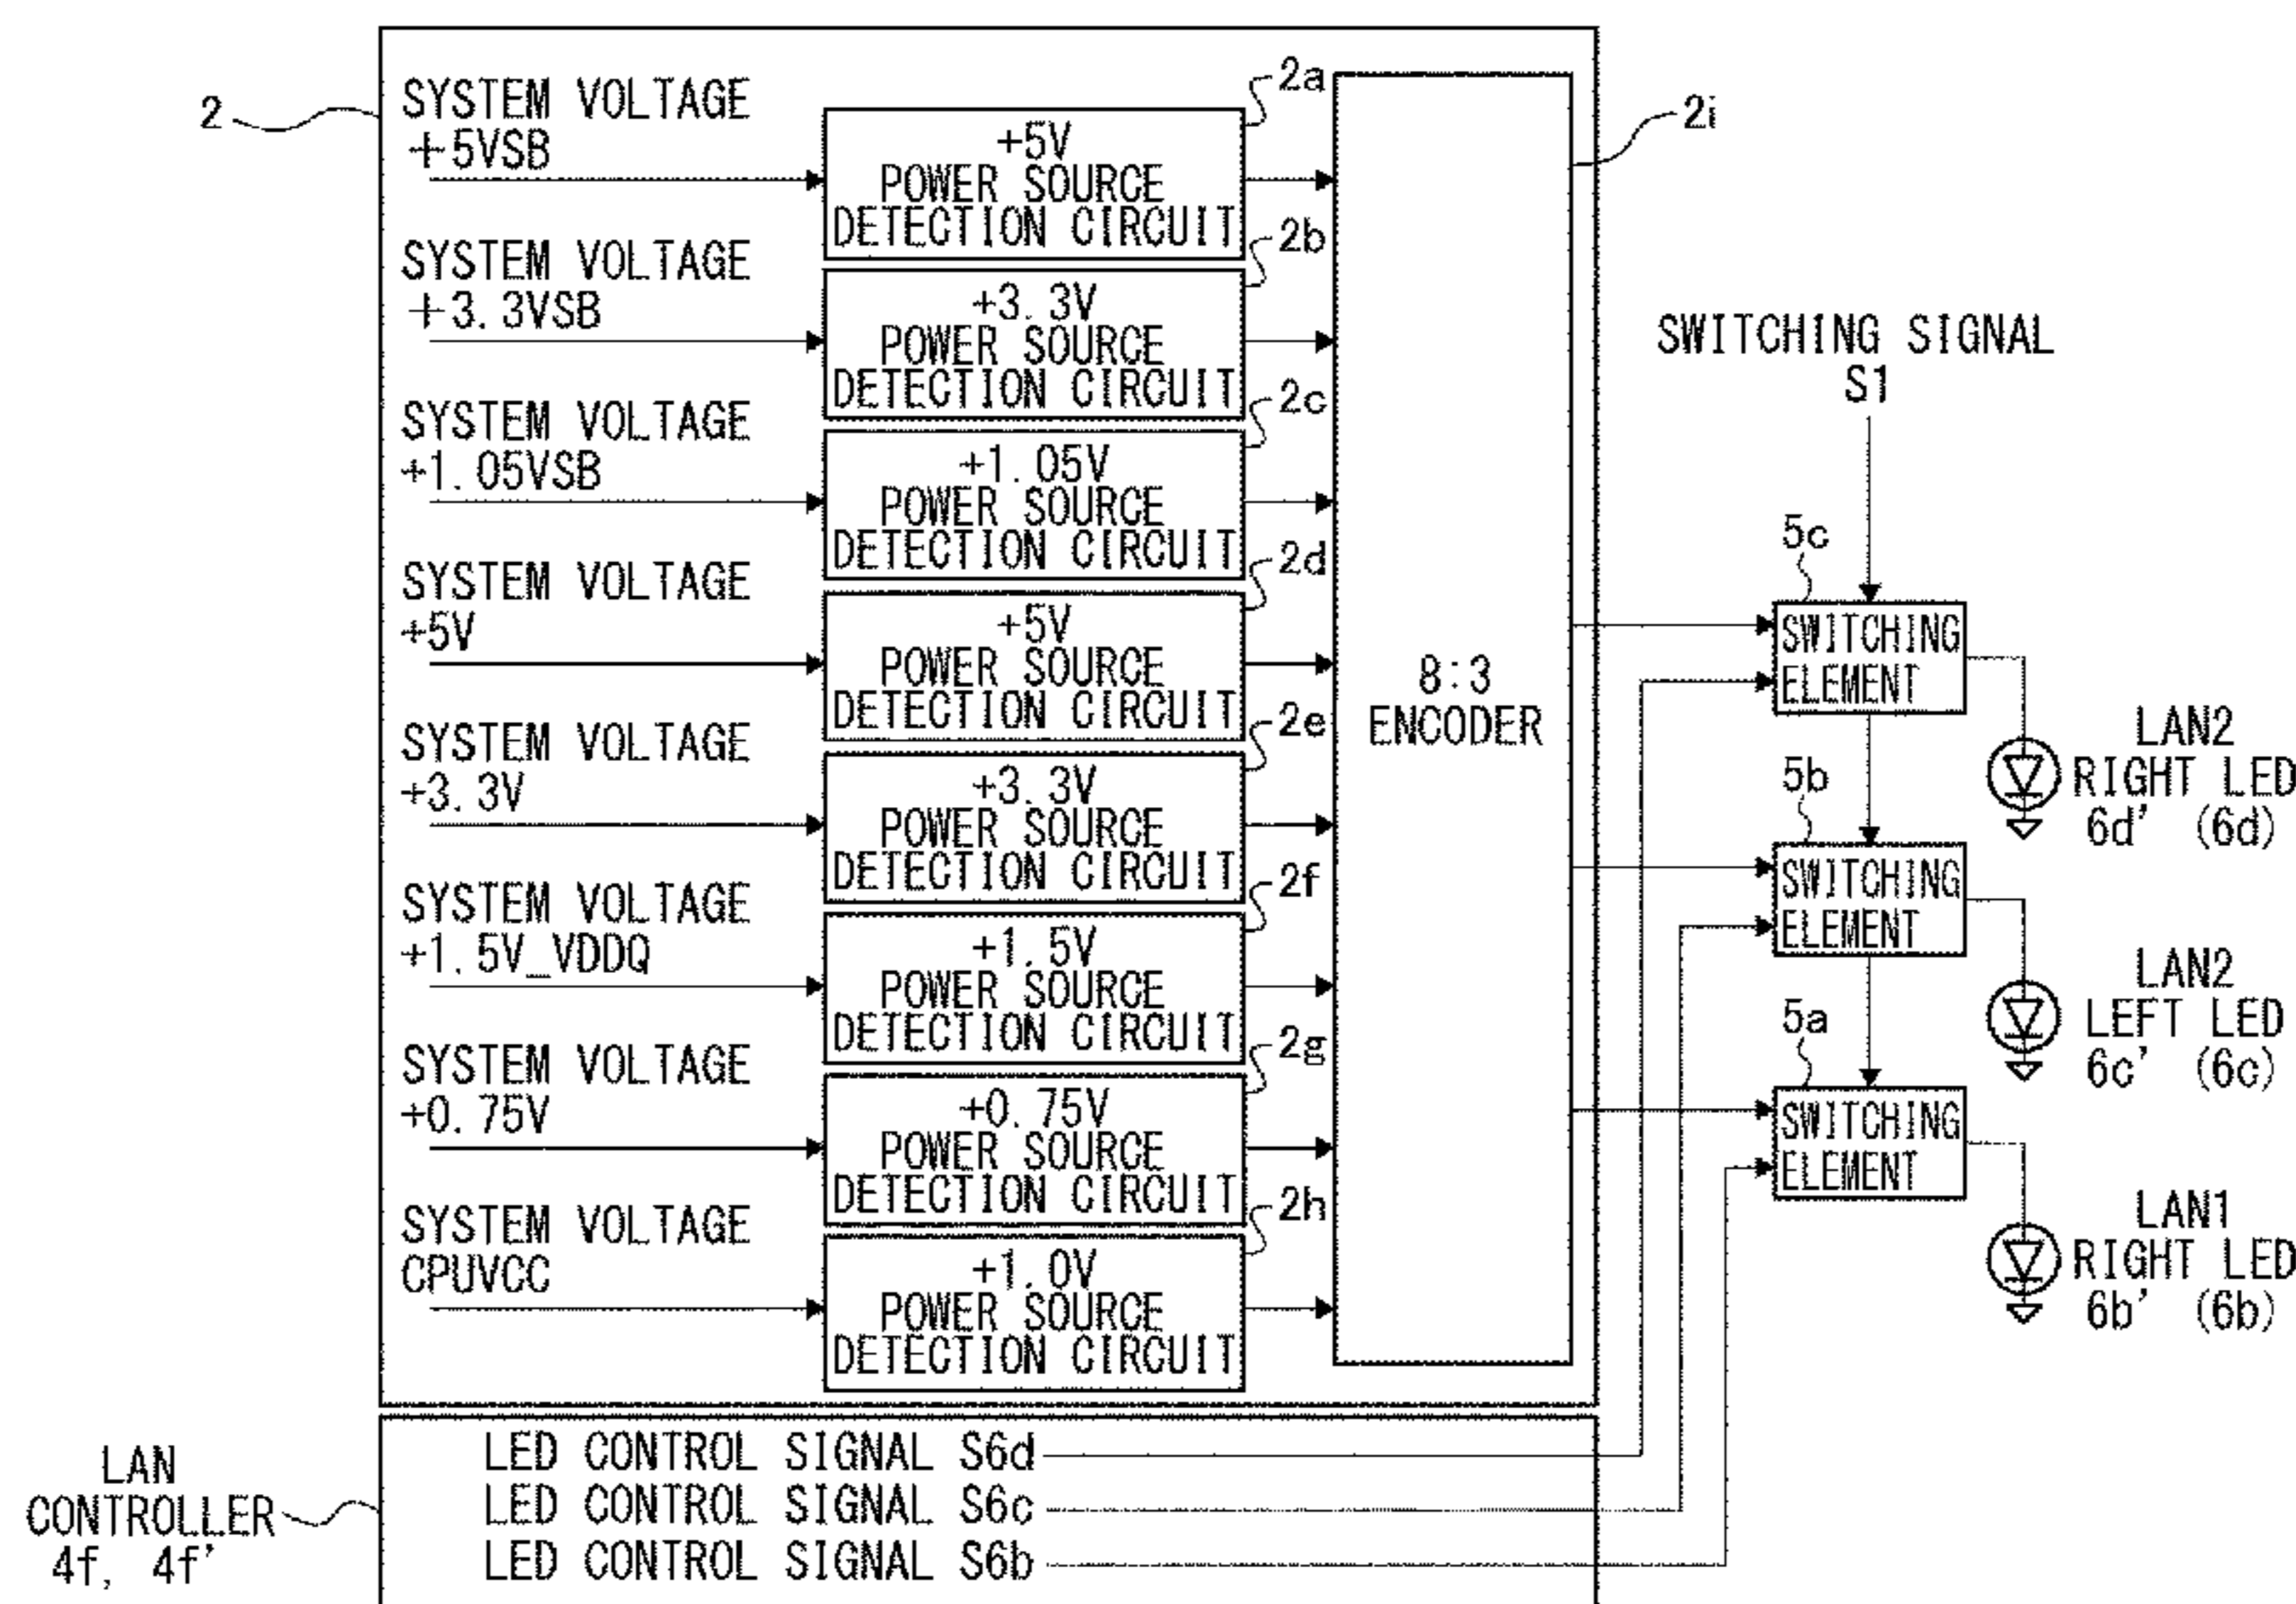 2
SYSTEM VOLTAGE
+5VSB
+5V
POWER SOURCE
DETECTION CIRCUIT
2a
SYSTEM VOLTAGE
+3.3VSB
+3.3V
POWER SOURCE
DETECTION CIRCUIT
2b
SYSTEM VOLTAGE
+1.05VSB
+1.05V
POWER SOURCE
DETECTION CIRCUIT
2c
SYSTEM VOLTAGE
+5V
+5V
POWER SOURCE
DETECTION CIRCUIT
2d
SYSTEM VOLTAGE
+3.3V
+3.3V
POWER SOURCE
DETECTION CIRCUIT
2e
SYSTEM VOLTAGE
+1.5V_VDDQ
+1.5V
POWER SOURCE
DETECTION CIRCUIT
2f
SYSTEM VOLTAGE
+0.75V
+0.75V
POWER SOURCE
DETECTION CIRCUIT
2g
SYSTEM VOLTAGE
CPUVCC
+1.0V
POWER SOURCE
DETECTION CIRCUIT
2h
8:3
ENCODER
2i
SWITCHING SIGNAL
S1
5c
SWITCHING
ELEMENT
LAN2
RIGHT LED
6d' (6d)
5b
SWITCHING
ELEMENT
LAN2
LEFT LED
6c' (6c)
5a
SWITCHING
ELEMENT
LAN1
RIGHT LED
6b' (6b)
LAN
CONTROLLER
4f, 4f'
LED CONTROL SIGNAL S6d
LED CONTROL SIGNAL S6c
LED CONTROL SIGNAL S6b